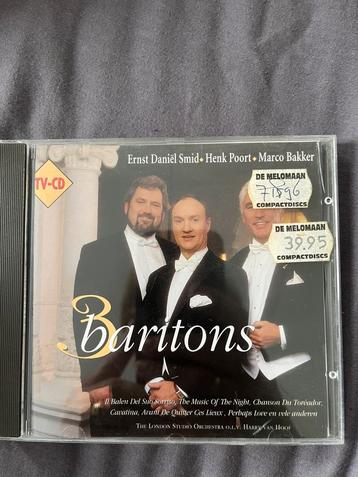 Ernst Daniël Smid ◆ Henk Poort ◆ Marco Bakker
TV-CD
DE MELOMAAN
COMPACTDISCS
DE MELOMAAN
39.95
COMPACTDISCS
3 baritons
Il Balen Del Suo Sorriso, The Music Of The Night, Chanson Du Toréador,
Cavatina, Avant De Quitter Ces Lieux, Perhaps Love en vele anderen
The London Studio Orchestra o.l.v. Harry van Hoof